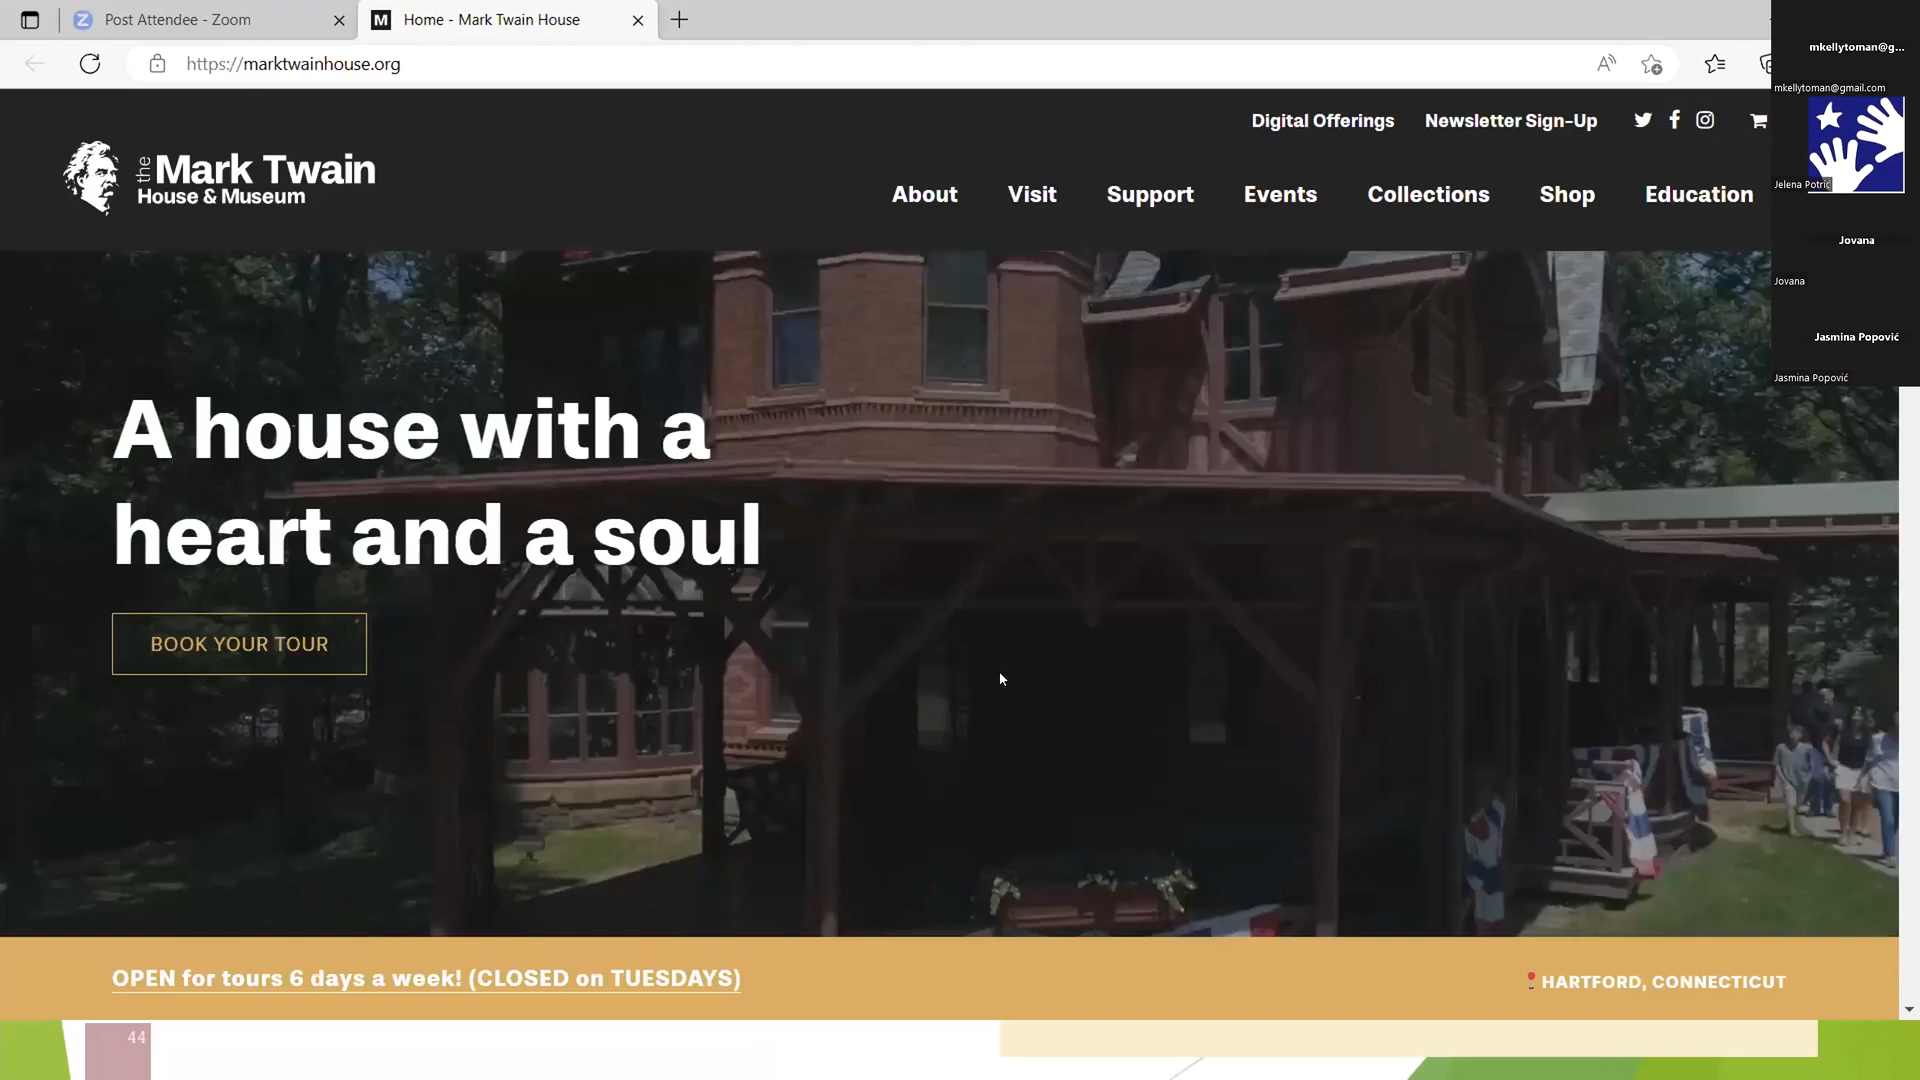 Post Attendee - Zoom
M Home - Mark Twain House
https://marktwainhouse.org
mkellytoman@g...
mkellytoman@gmail.com
Jelena Potrić
Jovana
Jovana
Jasmina Popović
Jasmina Popović
Digital Offerings Newsletter Sign-Up
the Mark Twain
House & Museum
About Visit Support Events Collections Shop Education
A house with a
heart and a soul
BOOK YOUR TOUR
OPEN for tours 6 days a week! (CLOSED on TUESDAYS)
HARTFORD, CONNECTICUT
44